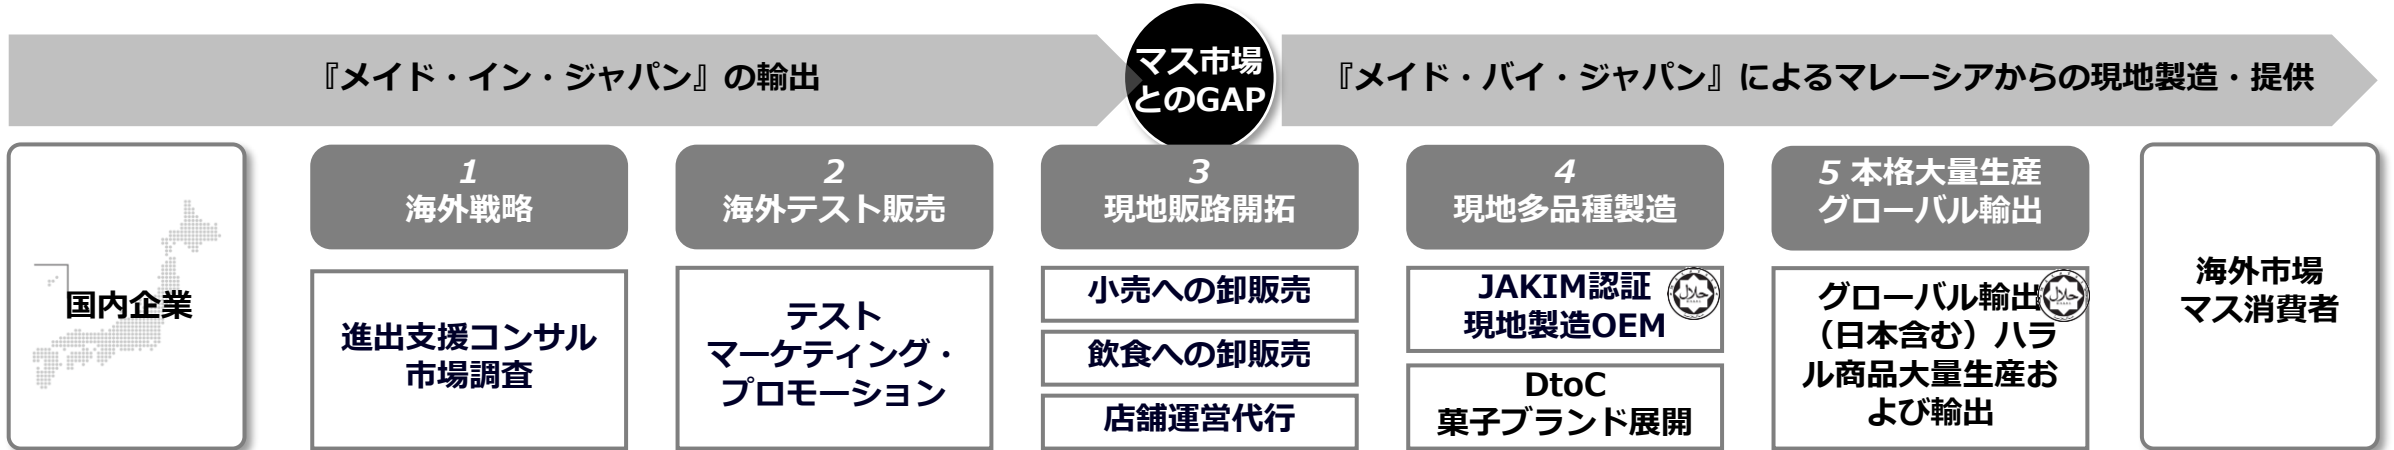 『メイド・イン・ジャパン』の輸出
マス市場
とのGAP
『メイド・バイ・ジャパン』によるマレーシアからの現地製造・提供
国内企業
1
海外戦略
進出支援コンサル
市場調査
2
海外テスト販売
テスト
マーケティング・
プロモーション
3
現地販路開拓
小売への卸販売
飲食への卸販売
店舗運営代行
4
現地多品種製造
JAKIM認証
現地製造OEM
حلال
DtoC
菓子ブランド展開
5 本格大量生産
グローバル輸出
グローバル輸出
（日本含む）ハラ
ル商品大量生産お
よび輸出
حلال
海外市場
マス消費者